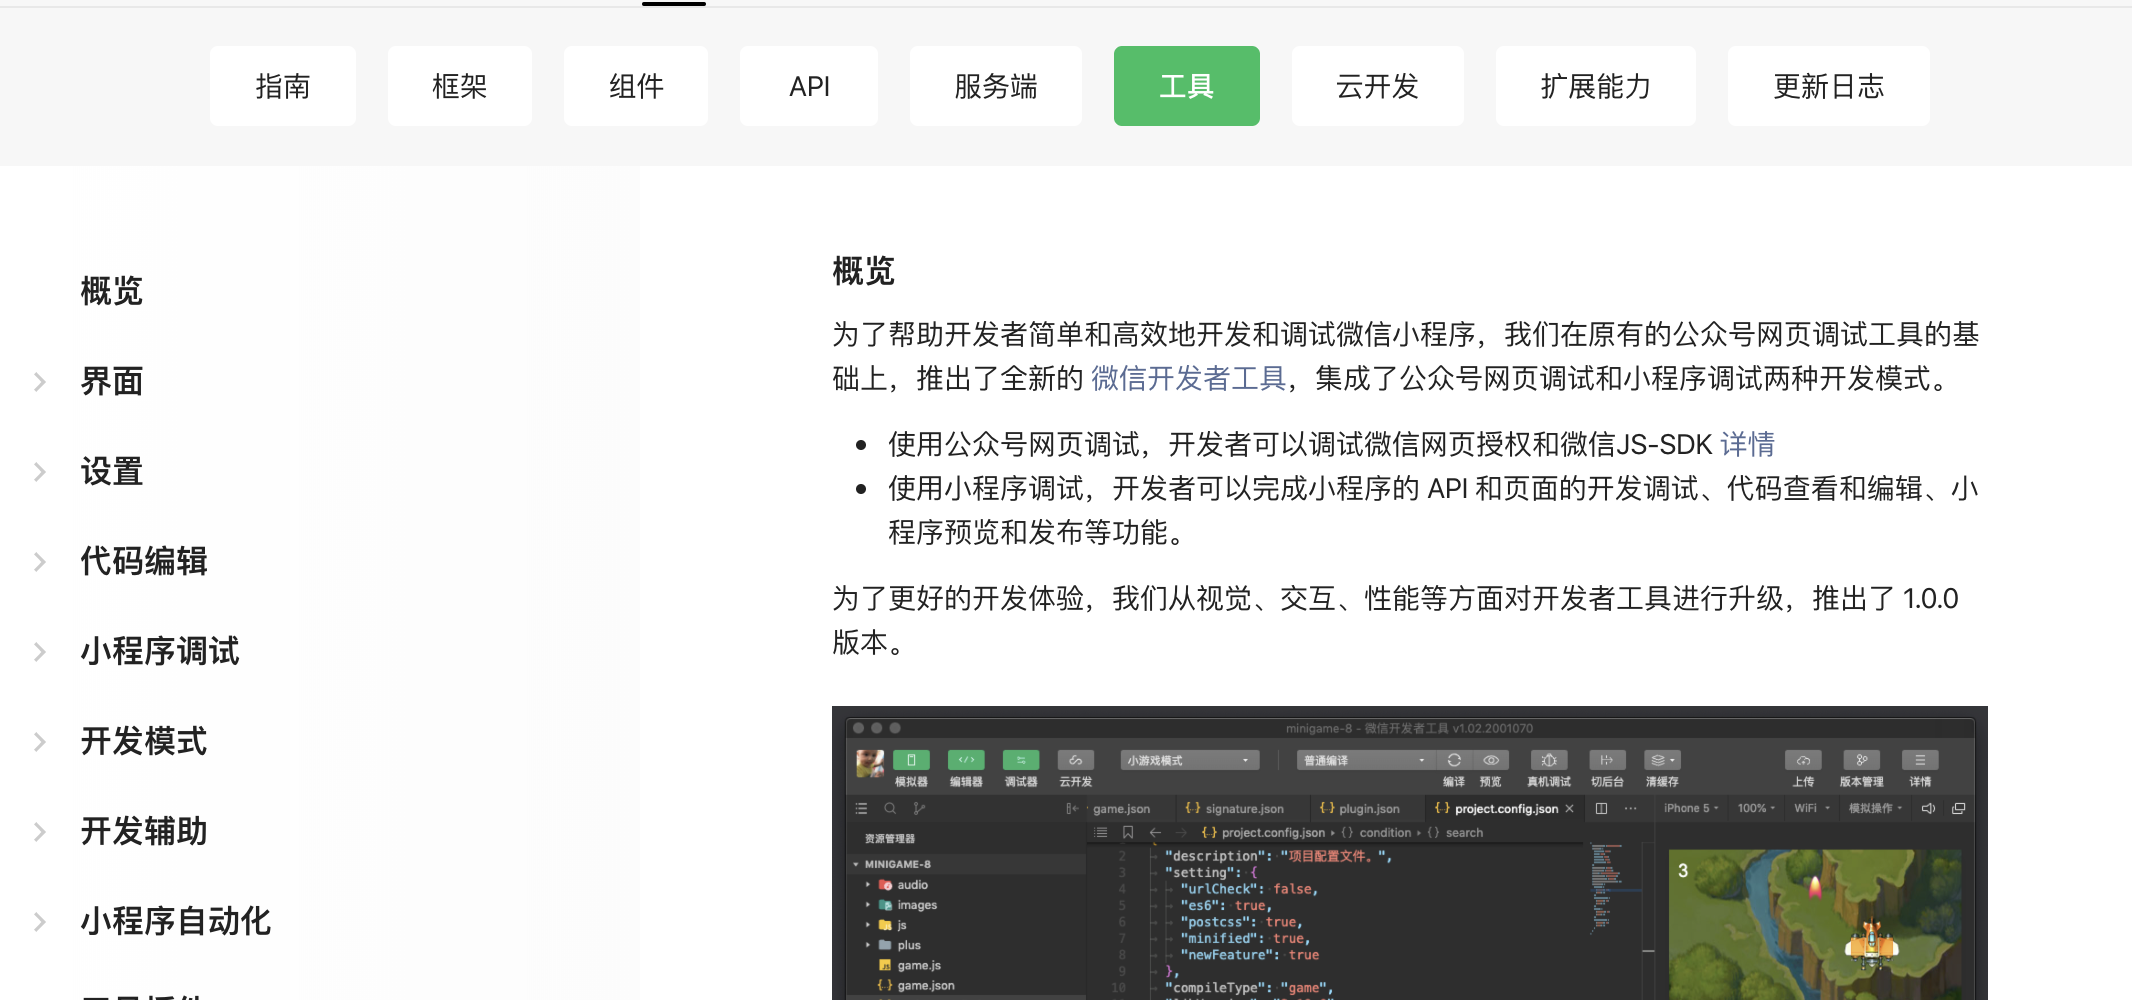 指南 框架 组件 API 服务端 工具 云开发 扩展能力 更新日志
概览
界面
设置
代码编辑
小程序调试
开发模式
开发辅助
小程序自动化
概览
为了帮助开发者简单和高效地开发和调试微信小程序，我们在原有的公众号网页调试工具的基
础上，推出了全新的 微信开发者工具，集成了公众号网页调试和小程序调试两种开发模式。
使用公众号网页调试，开发者可以调试微信网页授权和微信JS-SDK 详情
使用小程序调试，开发者可以完成小程序的 API 和页面的开发调试、代码查看和编辑、小
程序预览和发布等功能。
为了更好的开发体验，我们从视觉、交互、性能等方面对开发者工具进行升级，推出了 1.0.0
版本。
minigame-8 - 微信开发者工具 v1.02.2001070
小游戏模式 普通编译
模拟器 编辑器 调试器 云开发 编译 预览 真机调试 切后台 清缓存 上传 版本管理 详情
game.json {..} signature.json {..} plugin.json {..} project.config.json × iPhone 5 100% WiFi 模拟操作
{..} project.config.json {} condition {} search
资源管理器
MINIGAME-8
audio
images
js
plus
game.js
{..} game.json
2 "description": "项目配置文件。",
3 "setting": {
4 "urlCheck": false,
5 "es6": true,
6 "postcss": true,
7 "minified": true,
8 "newFeature": true
9 },
10 "compileType": "game",
3